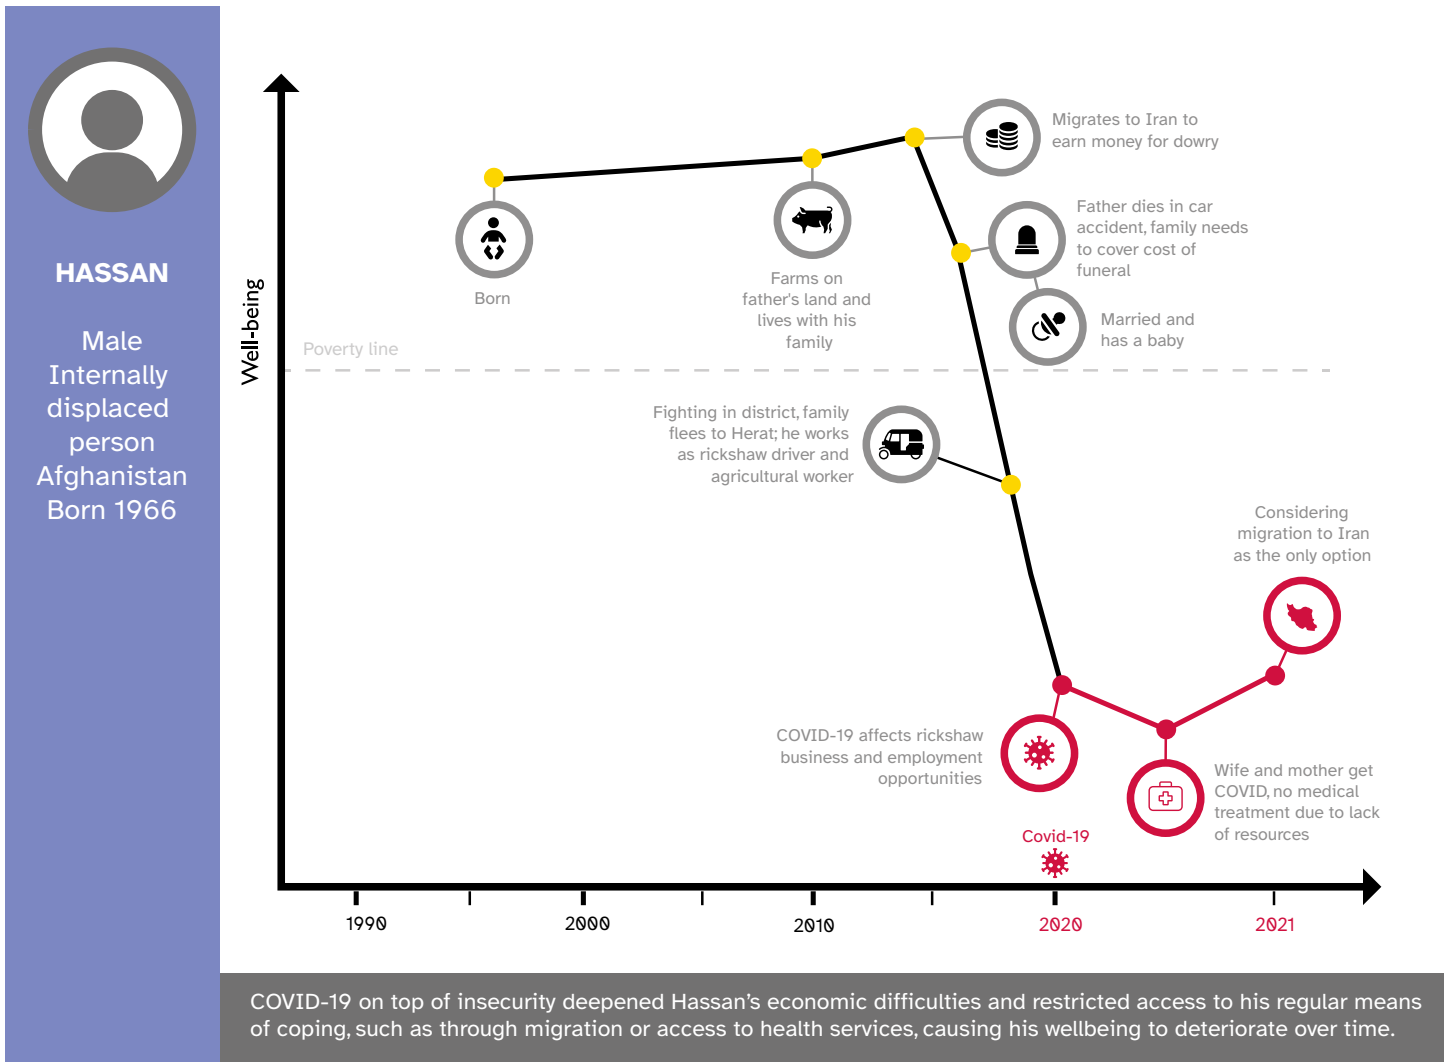 HASSAN
Male
Internally
displaced
person
Afghanistan
Born 1966
Well-being
Migrates to Iran to
earn money for dowry
Father dies in car
accident, family needs
to cover cost of
funeral
Born
Farms on
father's land and
lives with his
family
Married and
has a baby
Poverty line
Fighting in district, family
flees to Herat; he works
as rickshaw driver and
agricultural worker
Considering
migration to Iran
as the only option
COVID-19 affects rickshaw
business and employment
opportunities
Wife and mother get
COVID, no medical
treatment due to lack
of resources
Covid-19
1990
2000
2010
2020
2021
COVID-19 on top of insecurity deepened Hassan’s economic difficulties and restricted access to his regular means
of coping, such as through migration or access to health services, causing his wellbeing to deteriorate over time.